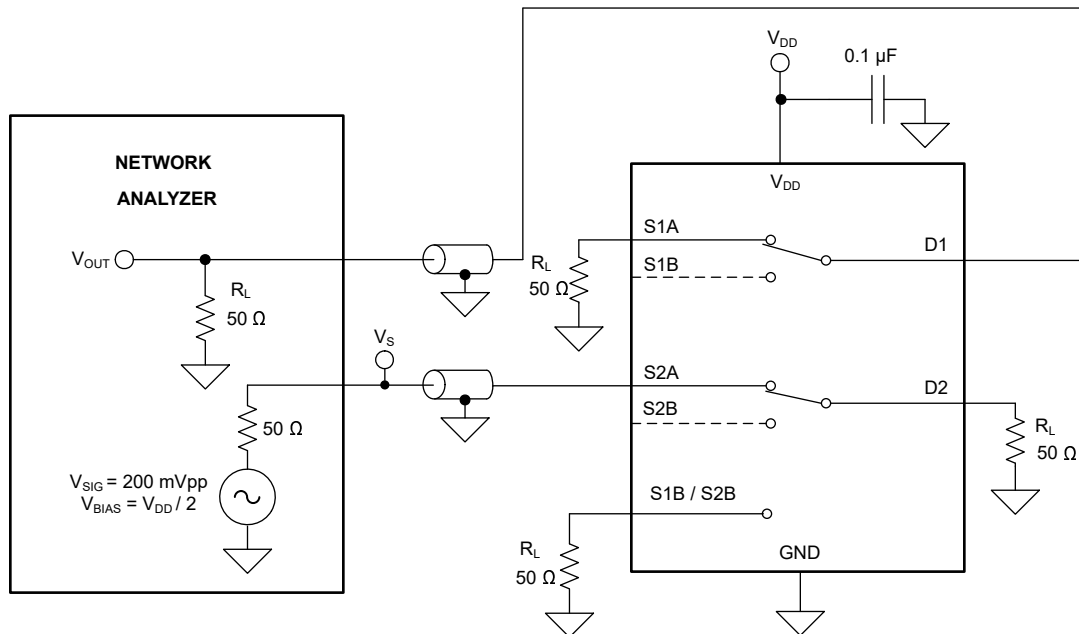 V_DD
0.1 µF
NETWORK
ANALYZER
V_DD
V_OUT
S1A
D1
R_L
50 Ω
S1B
R_L
50 Ω
V_S
S2A
D2
50 Ω
S2B
R_L
50 Ω
V_SIG = 200 mVpp
V_BIAS = V_DD / 2
S1B / S2B
R_L
50 Ω
GND